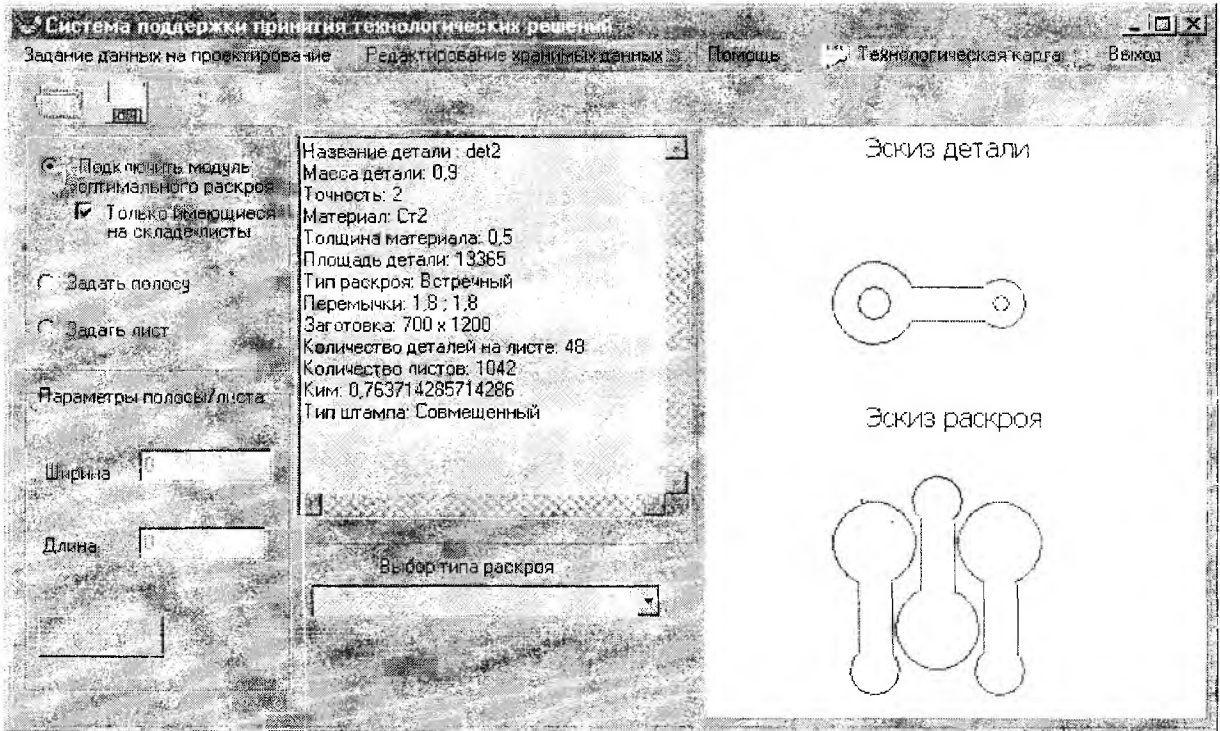 Система поддержки принятия технологических решений
Задание данных на проектирование Редактирование хранимых данных Помощь Технологическая карта Выход
Подключить модуль
оптимального раскроя
Только имеющиеся
на складе листы
Задать полосу
Задать лист
Параметры полосы/листа
Ширина 0
Длина 0
Название детали : det2
Масса детали: 0,9
Точность: 2
Материал: Ст2
Толщина материала: 0,5
Площадь детали: 13365
Тип раскроя: Встречный
Перемычки: 1,8 ; 1,8
Заготовка: 700 x 1200
Количество деталей на листе: 48
Количество листов: 1042
Ким: 0,763714285714286
Тип штампа: Совмещенный
Выбор типа раскроя
Эскиз детали
Эскиз раскроя